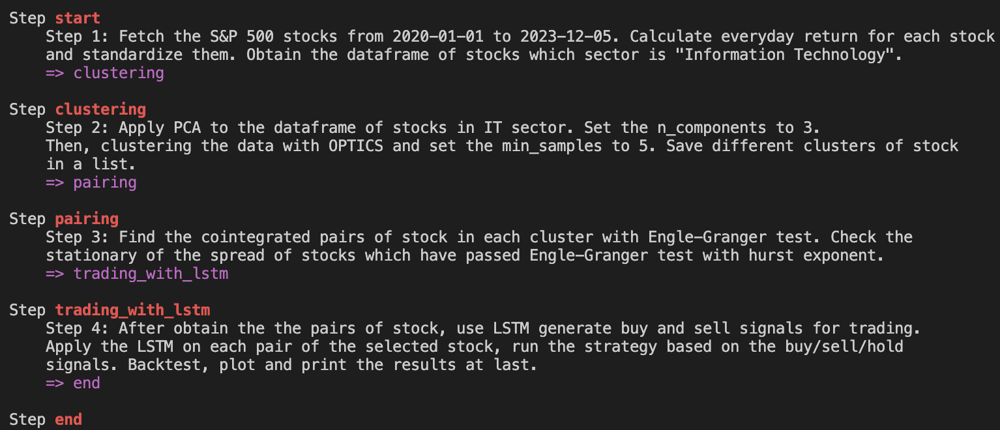 Step start
Step 1: Fetch the S&P 500 stocks from 2020-01-01 to 2023-12-05. Calculate everyday return for each stock
and standardize them. Obtain the dataframe of stocks which sector is "Information Technology".
=> clustering
Step clustering
Step 2: Apply PCA to the dataframe of stocks in IT sector. Set the n_components to 3.
Then, clustering the data with OPTICS and set the min_samples to 5. Save different clusters of stock
in a list.
=> pairing
Step pairing
Step 3: Find the cointegrated pairs of stock in each cluster with Engle-Granger test. Check the
stationary of the spread of stocks which have passed Engle-Granger test with hurst exponent.
=> trading_with_lstm
Step trading_with_lstm
Step 4: After obtain the the pairs of stock, use LSTM generate buy and sell signals for trading.
Apply the LSTM on each pair of the selected stock, run the strategy based on the buy/sell/hold
signals. Backtest, plot and print the results at last.
=> end
Step end